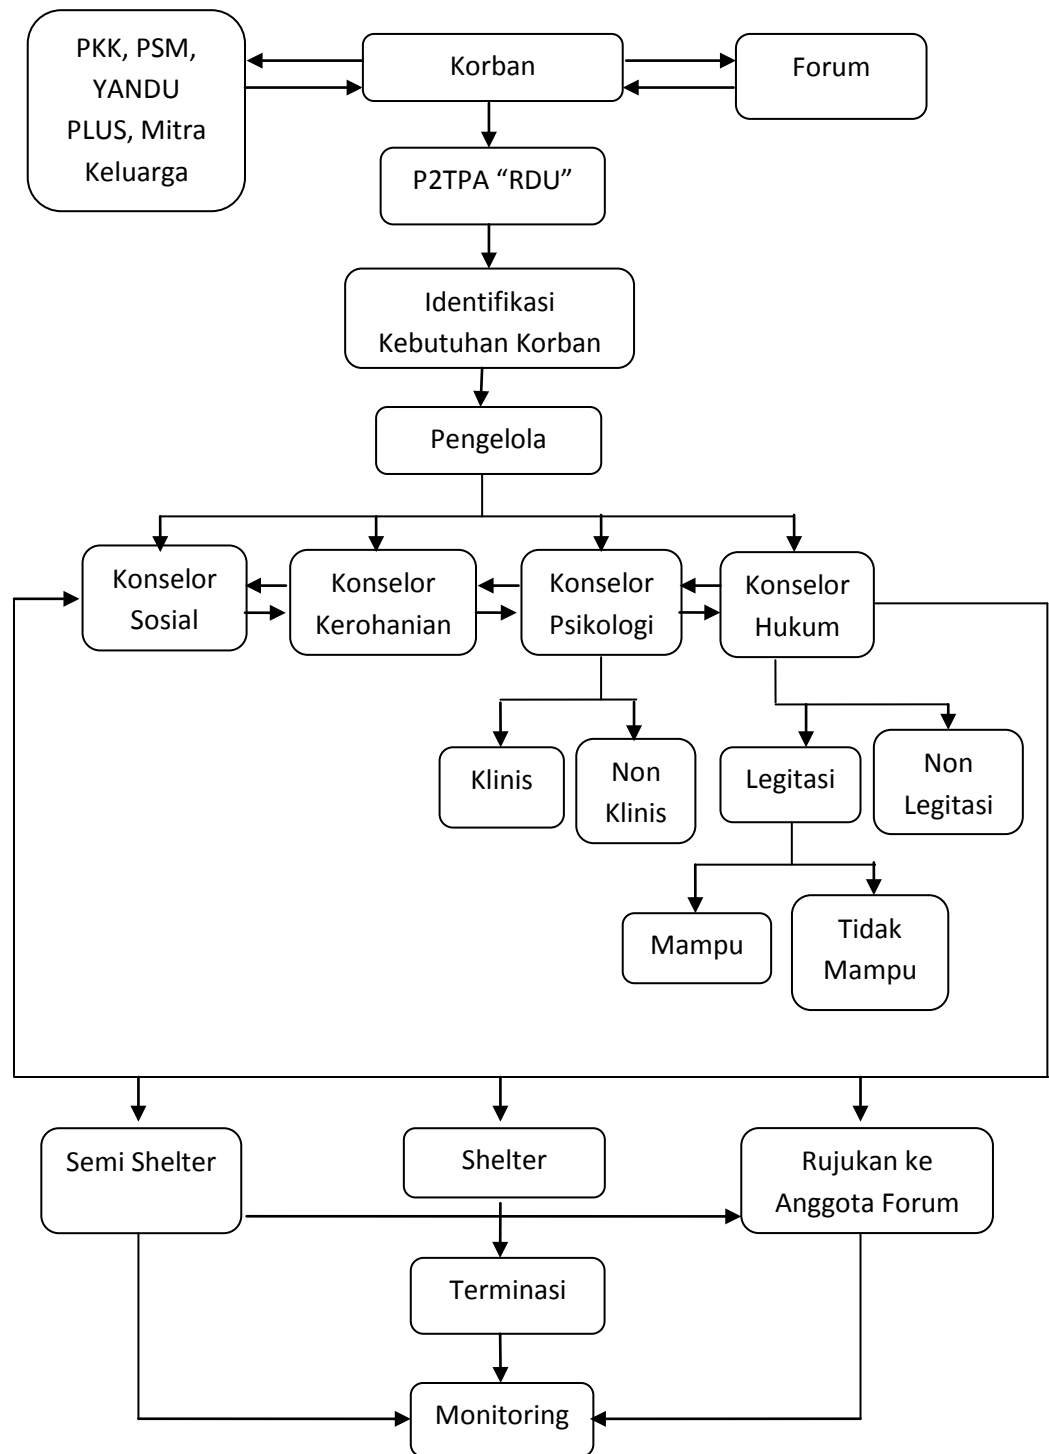 PKK, PSM,
YANDU
PLUS, Mitra
Keluarga
Korban
Forum
P2TPA “RDU”
Identifikasi
Kebutuhan Korban
Pengelola
Konselor
Sosial
Konselor
Kerohanian
Konselor
Psikologi
Konselor
Hukum
Klinis
Non
Klinis
Legitasi
Non
Legitasi
Mampu
Tidak
Mampu
Semi Shelter
Shelter
Rujukan ke
Anggota Forum
Terminasi
Monitoring